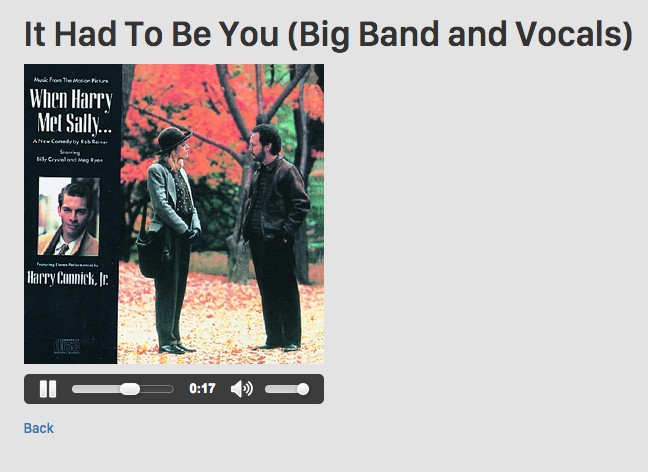 It Had To Be You (Big Band and Vocals)
Music From The Motion Picture
When Harry
Met Sally...
A New Comedy by Rob Reiner
Starring
Billy Crystal and Meg Ryan
Featuring Eleven Performances by
Harry Connick, Jr.
0:17
Back